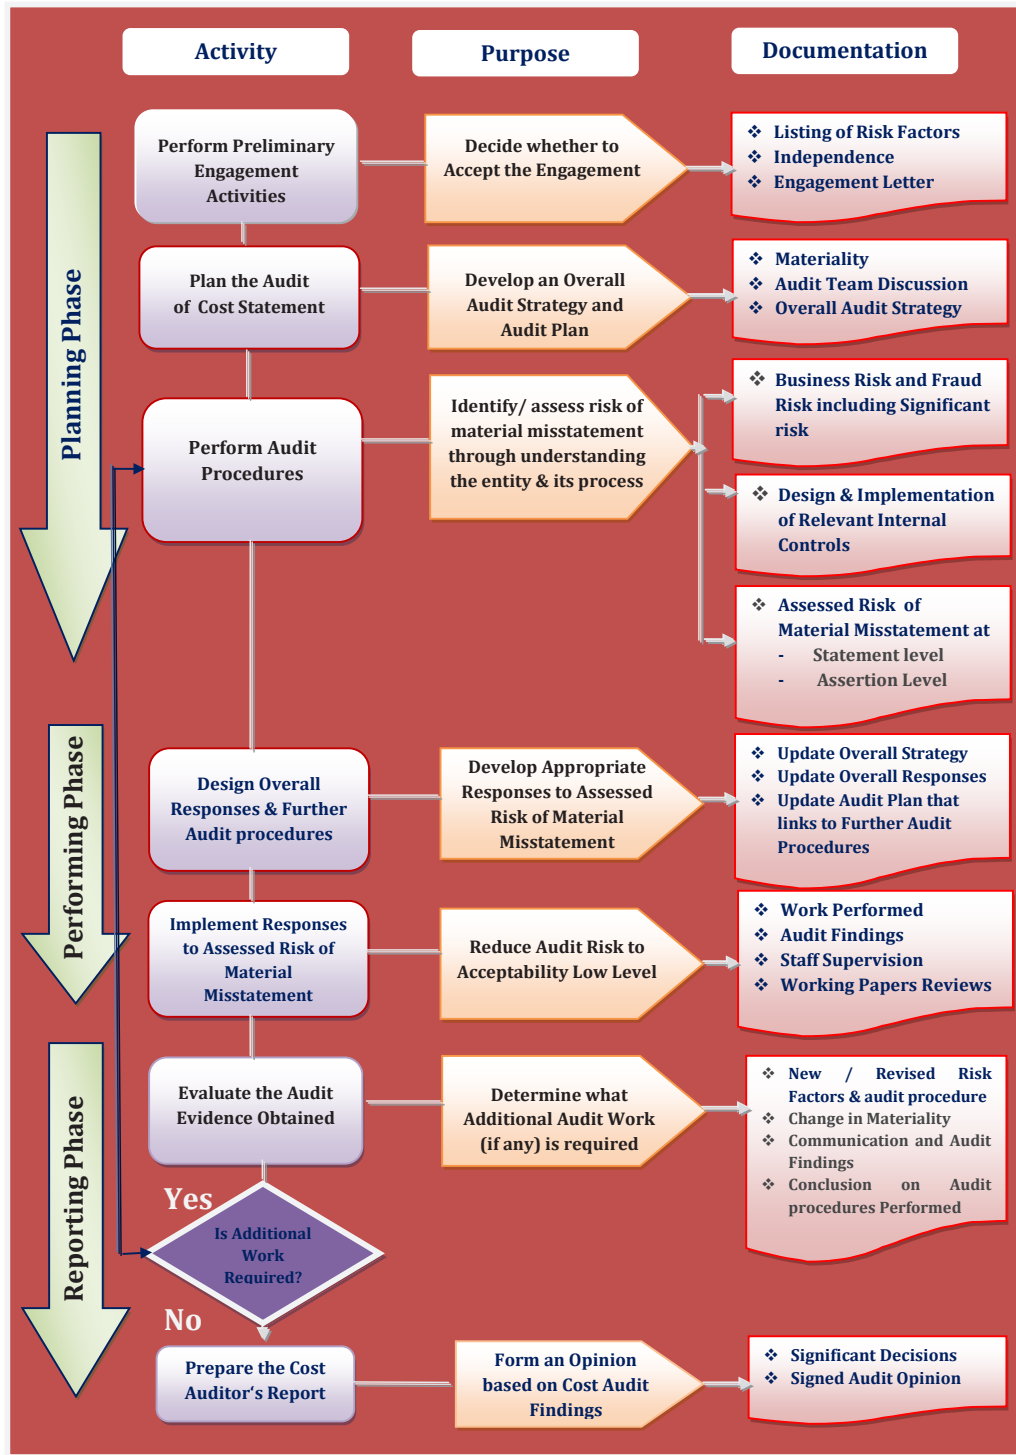 Activity
Purpose
Documentation
Planning Phase
Perform Preliminary
Engagement
Activities
Decide whether to
Accept the Engagement
❖ Listing of Risk Factors
❖ Independence
❖ Engagement Letter
Plan the Audit
of Cost Statement
Develop an Overall
Audit Strategy and
Audit Plan
❖ Materiality
❖ Audit Team Discussion
❖ Overall Audit Strategy
Perform Audit
Procedures
Identify/ assess risk of
material misstatement
through understanding
the entity & its process
❖ Business Risk and Fraud
Risk including Significant
risk
❖ Design & Implementation
of Relevant Internal
Controls
❖ Assessed Risk of
Material Misstatement at
- Statement level
- Assertion Level
Performing Phase
Design Overall
Responses & Further
Audit procedures
Develop Appropriate
Responses to Assessed
Risk of Material
Misstatement
❖ Update Overall Strategy
❖ Update Overall Responses
❖ Update Audit Plan that
links to Further Audit
Procedures
Implement Responses
to Assessed Risk of
Material
Misstatement
Reduce Audit Risk to
Acceptability Low Level
❖ Work Performed
❖ Audit Findings
❖ Staff Supervision
❖ Working Papers Reviews
Reporting Phase
Evaluate the Audit
Evidence Obtained
Determine what
Additional Audit Work
(if any) is required
❖ New / Revised Risk
Factors & audit procedure
❖ Change in Materiality
❖ Communication and Audit
Findings
❖ Conclusion on Audit
procedures Performed
Yes
Is Additional
Work
Required?
No
Prepare the Cost
Auditor's Report
Form an Opinion
based on Cost Audit
Findings
❖ Significant Decisions
❖ Signed Audit Opinion